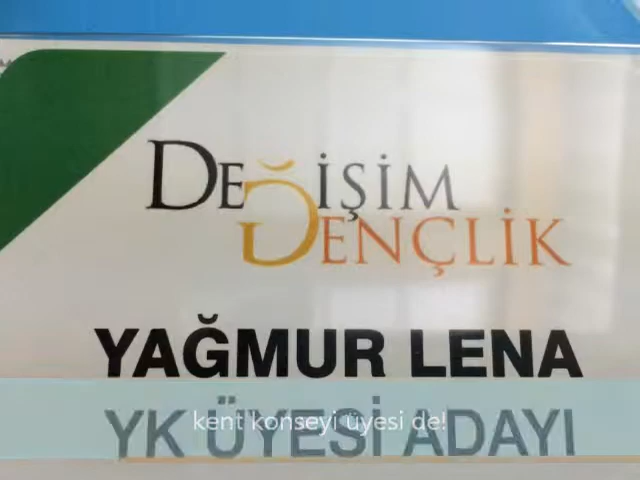 DEĞİŞİM
GENÇLİK
YAĞMUR LENA
YK ÜYESİ ADAYI
kent konseyi üyesi de!